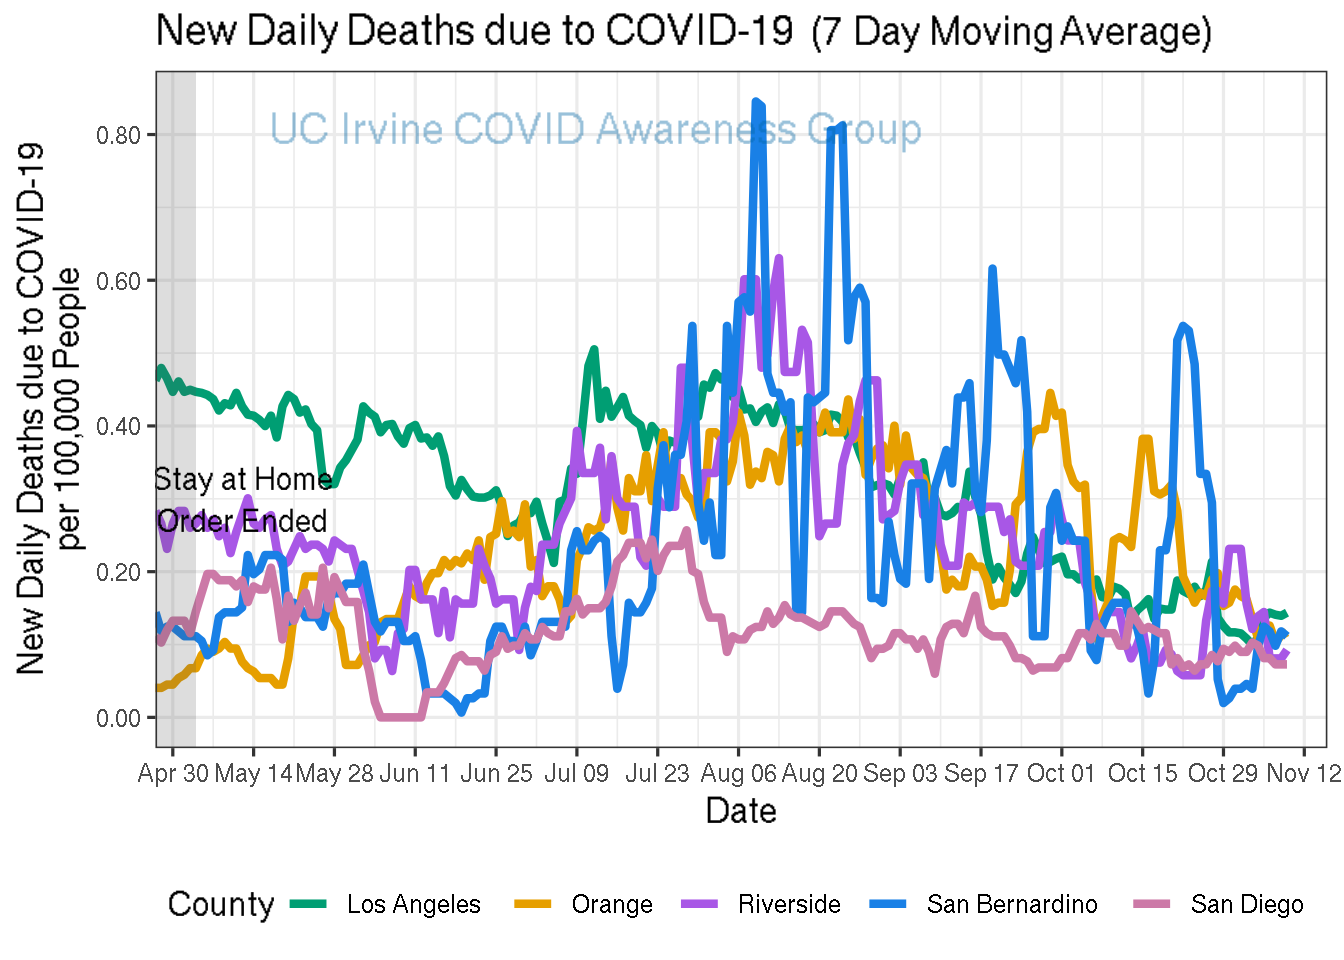 New Daily Deaths due to COVID-19 (7 Day Moving Average)
UC Irvine COVID Awareness Group
New Daily Deaths due to COVID-19
per 100,000 People
0.80
0.60
0.40
0.20
0.00
Stay at Home
Order Ended
Apr 30 May 14 May 28 Jun 11 Jun 25 Jul 09 Jul 23 Aug 06 Aug 20 Sep 03 Sep 17 Oct 01 Oct 15 Oct 29 Nov 12
Date
County Los Angeles Orange Riverside San Bernardino San Diego